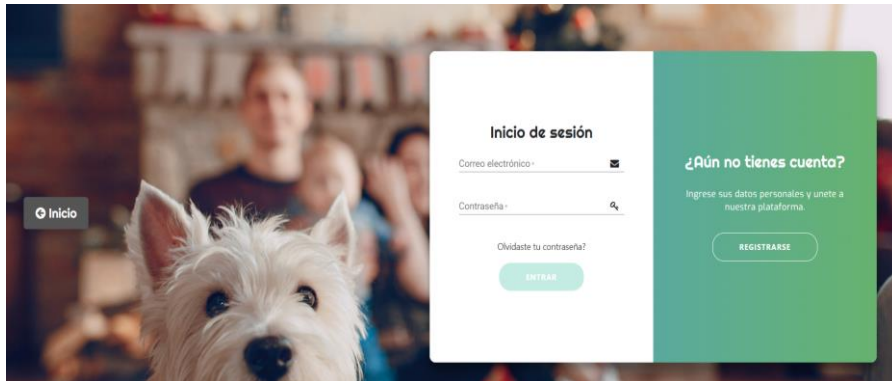 Inicio
Inicio de sesión
Correo electrónico *
Contraseña *
Olvidaste tu contraseña?
ENTRAR
¿Aún no tienes cuenta?
Ingrese sus datos personales y unete a
nuestra plataforma.
REGISTRARSE